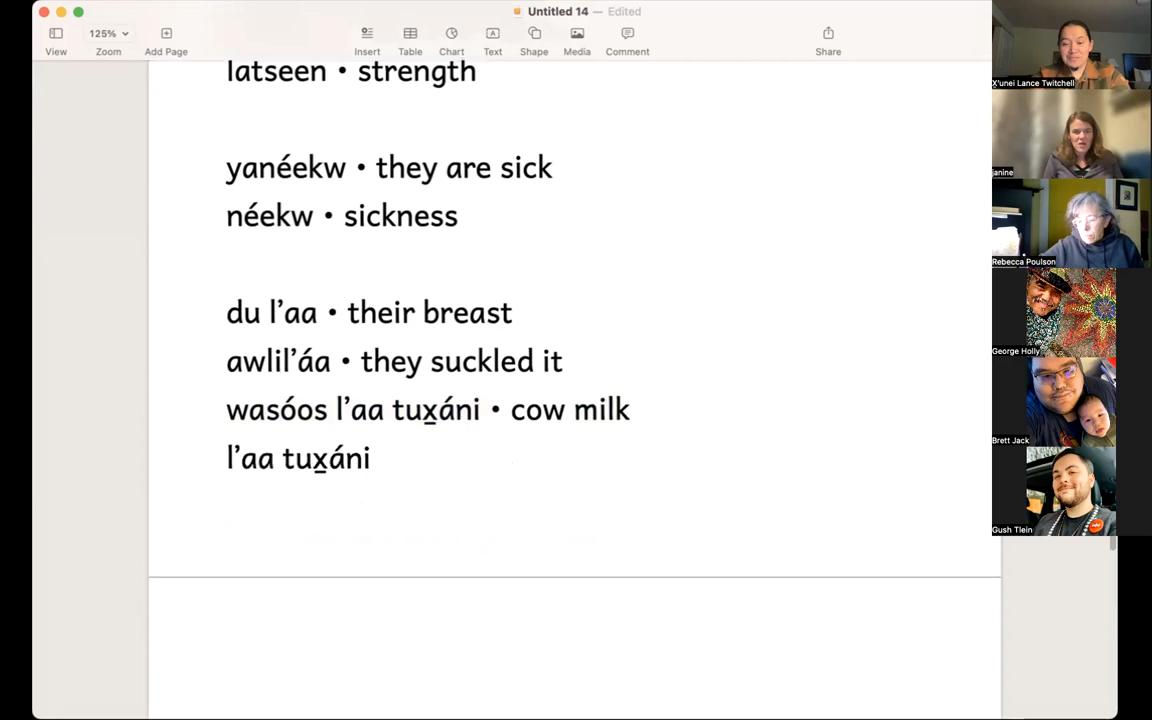 Untitled 14 — Edited
125%
View
Zoom
Add Page
Insert
Table
Chart
Text
Shape
Media
Comment
Share
latseen • strength
yanéekw • they are sick
néekw • sickness
du l’aa • their breast
awlil’áa • they suckled it
wasóos l’aa tux̲áni • cow milk
l’aa tux̲áni
X̱'unei Lance Twitchell
janine
Rebecca Poulson
George Holly
Brett Jack
Gush Tlein